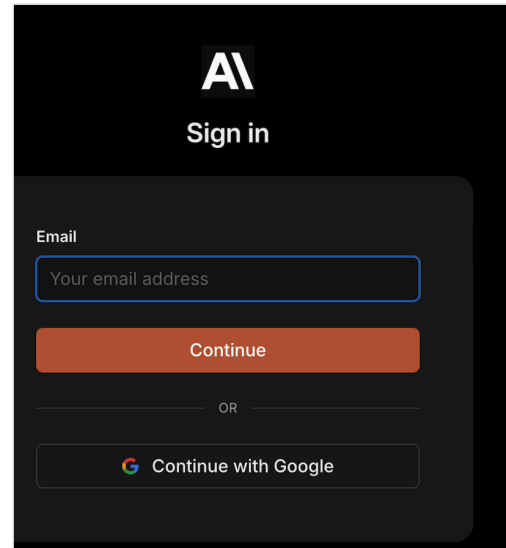 A\
Sign in
Email
Your email address
Continue
OR
Continue with Google